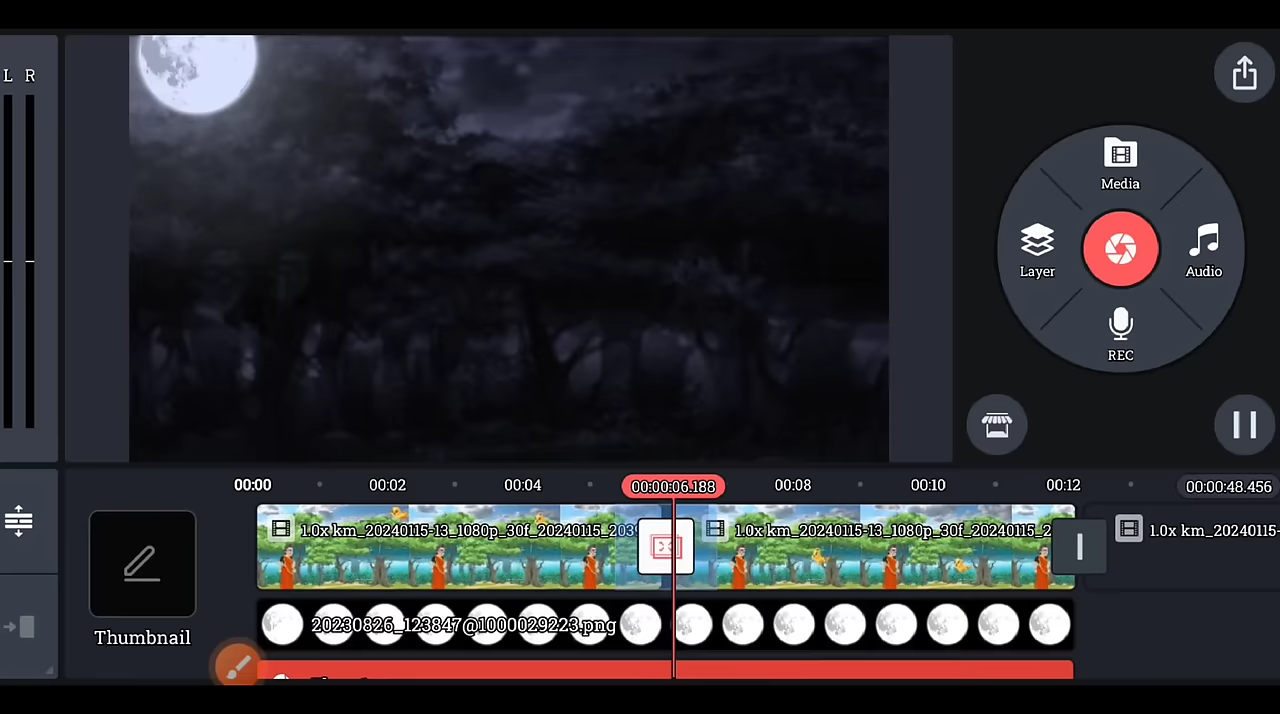 L R
Media
Layer
Audio
REC
00:00 00:02 00:04 00:00:06.188 00:08 00:10 00:12 00:00:48.456
1.0x km_20240115-13_1080p_30f_20240115_203 1.0x km_20240115-13_1080p_30f_20240115_2 1.0x km_20240115-
20230826_123847@1000029223.png
Thumbnail